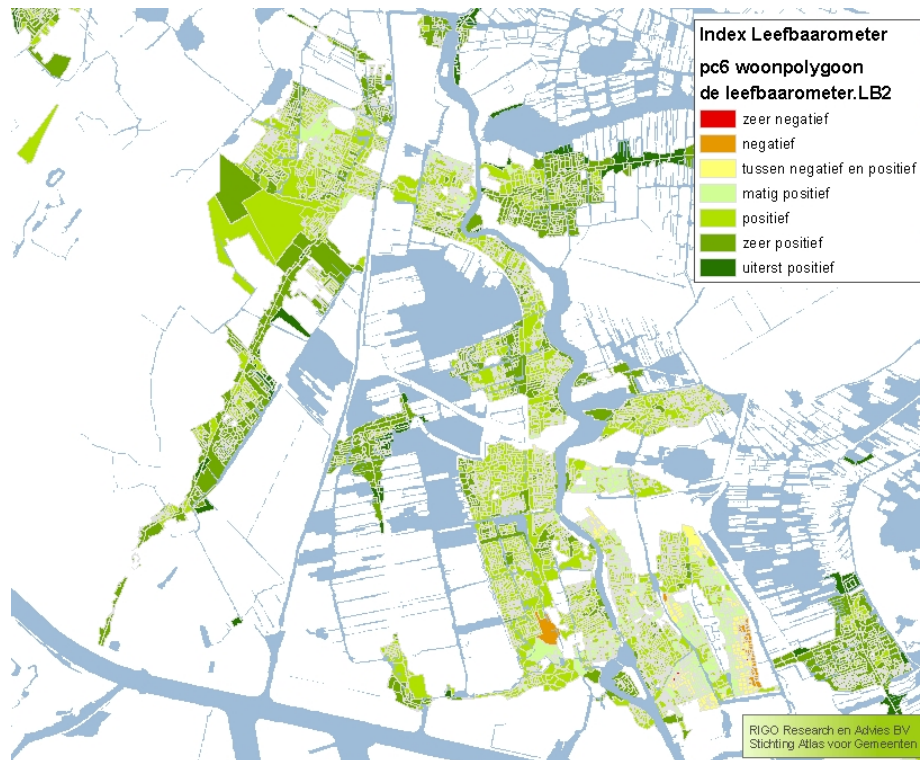 Index Leefbaarometer
pc6 woonpolygoon
de leefbaarometer.LB2
zeer negatief
negatief
tussen negatief en positief
matig positief
positief
zeer positief
uiterst positief
RIGO Research en Advies BV
Stichting Atlas voor Gemeenten